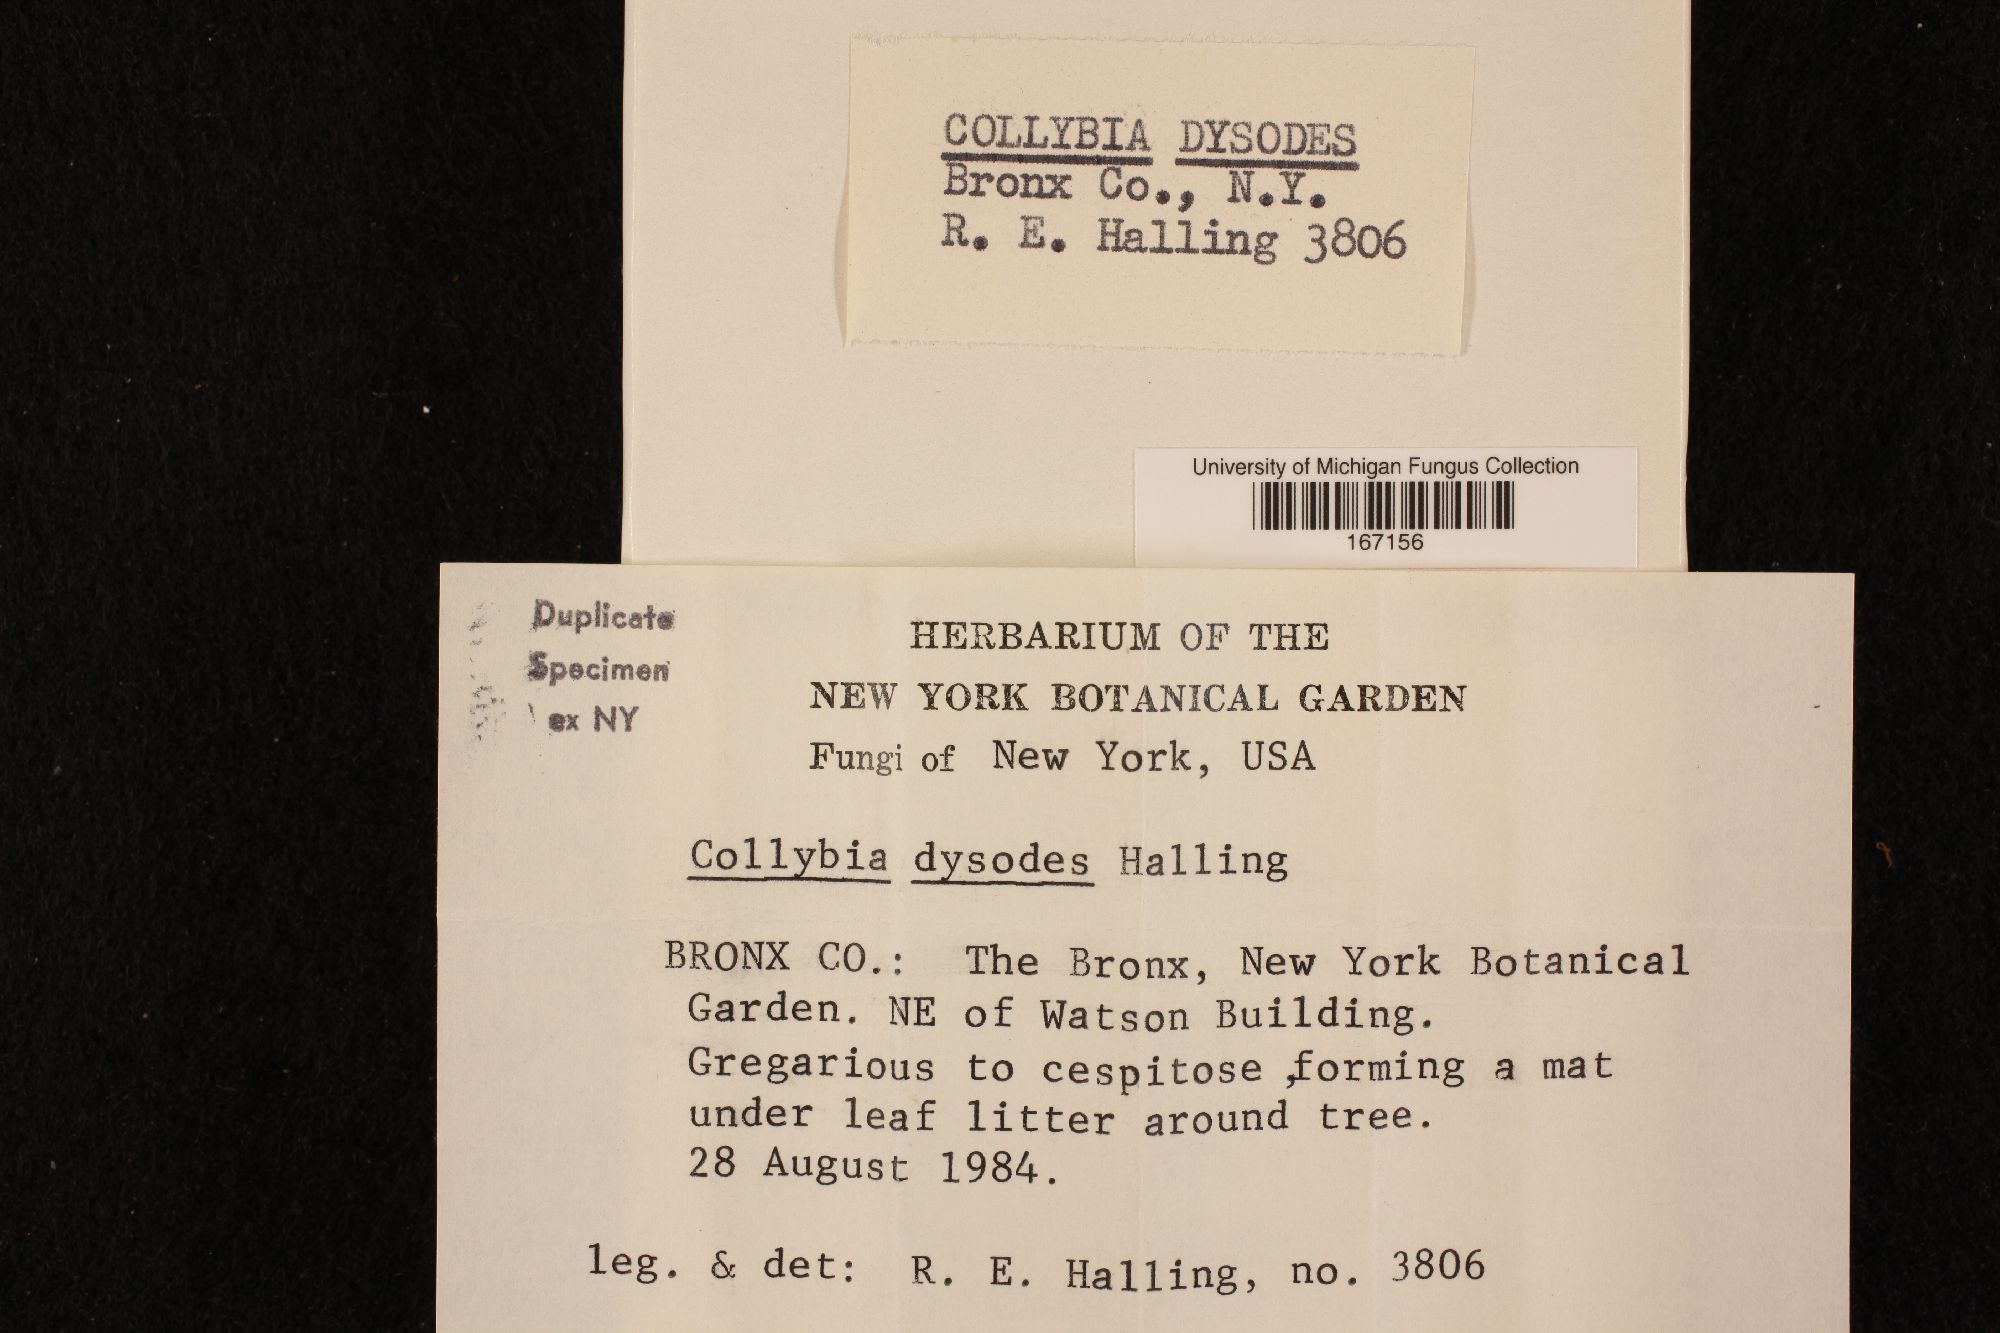 COLLYBIA DYSODES
Bronx Co., N.Y.
R. E. Halling 3806
University of Michigan Fungus Collection
167156
Duplicate
Specimen
ex NY
HERBARIUM OF THE
NEW YORK BOTANICAL GARDEN
Fungi of New York, USA
Collybia dysodes Halling
BRONX CO.: The Bronx, New York Botanical
Garden. NE of Watson Building.
Gregarious to cespitose ,forming a mat
under leaf litter around tree.
28 August 1984.
leg. & det: R. E. Halling, no. 3806